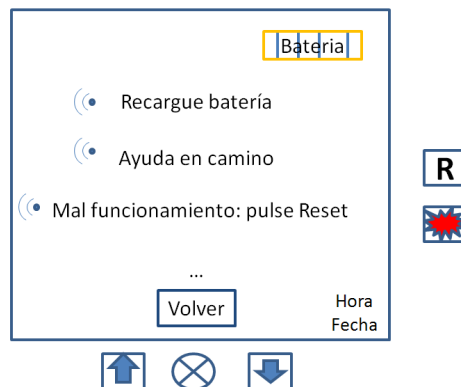 Bateria
Recargue batería
Ayuda en camino
R
Mal funcionamiento: pulse Reset
...
Volver
Hora
Fecha